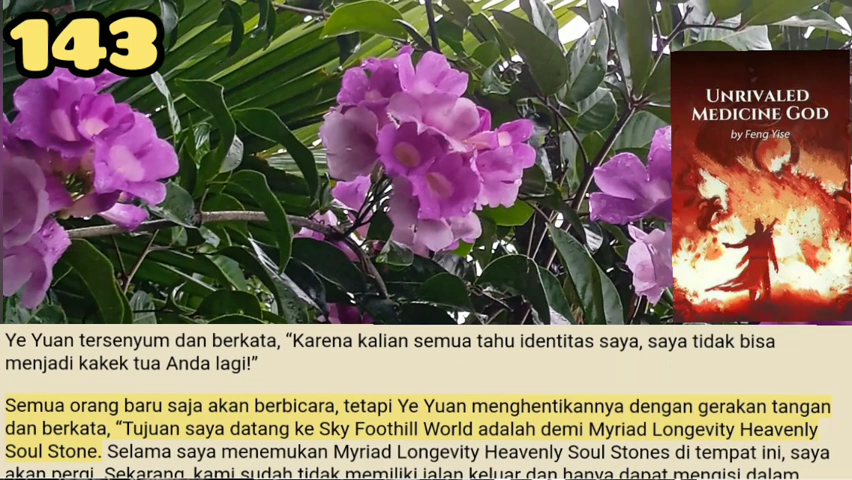 143
UNRIVALED
MEDICINE GOD
by Feng Yise
Ye Yuan tersenyum dan berkata, “Karena kalian semua tahu identitas saya, saya tidak bisa
menjadi kakek tua Anda lagi!”
Semua orang baru saja akan berbicara, tetapi Ye Yuan menghentikannya dengan gerakan tangan
dan berkata, “Tujuan saya datang ke Sky Foothill World adalah demi Myriad Longevity Heavenly
Soul Stone. Selama saya menemukan Myriad Longevity Heavenly Soul Stones di tempat ini, saya
akan pergi. Sekarang, kami sudah tidak memiliki jalan keluar dan hanya dapat mengisi dalam